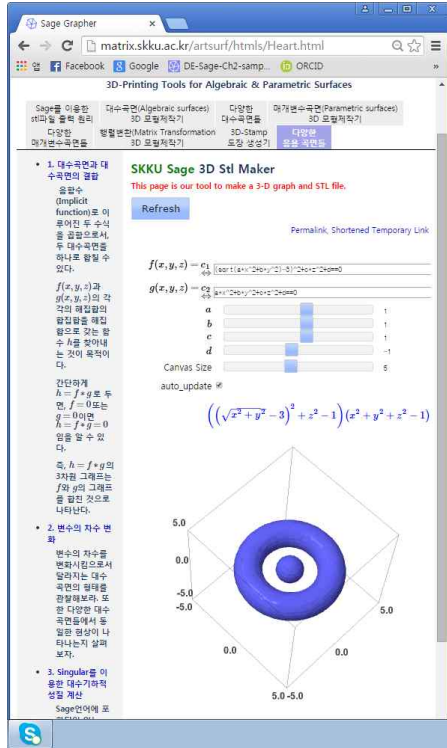 Sage Grapher
matrix.skku.ac.kr/artsurf/htmls/Heart.html
앱 Facebook Google DE-Sage-Ch2-samp... ORCID »
3D-Printing Tools for Algebraic & Parametric Surfaces
Sage를 이용한 stl파일 출력 원리
대수곡면(Algebraic surfaces) 3D 모형제작기
다양한 대수곡면들
매개변수곡면(Parametric surfaces) 3D 모형제작기
다양한 매개변수곡면들
행렬변환(Matrix Transformation 3D 모형제작기
3D-Stamp 도장 생성기
다양한 응용 곡면들
1. 대수곡면과 대
수곡면의 결합
음함수
(Implicit
function)로 이
루어진 두 수식
을 곱함으로서,
두 대수곡면을
하나로 합칠 수
있다.
f(x,y,z)과
g(x,y,z)의 각
각의 해집합의
합집합을 해집
합으로 갖는 함
수 h를 찾아내
는 것이 목적이
다.
간단하게
h = f * g로 두
면, f = 0또는
g = 0이면
h = f * g = 0
임을 알 수 있
다.
즉, h = f * g의
3차원 그래프는
f와 g의 그래프
를 합친 것으로
나타난다.
2. 변수의 차수 변
화
변수의 차수를
변화시킴으로서
달라지는 대수
곡면의 형태를
관찰해보라. 또
한 다양한 대수
곡면들에서 동
일한 현상이 나
타나는지 살펴
보자.
3. Singular를 이
용한 대수기하적
성질 계산
Sage언어에 포
SKKU Sage 3D Stl Maker
This page is our tool to make a 3-D graph and STL file.
Refresh
Permalink, Shortened Temporary Link
f(x,y,z) = c₁ ⇔ (sqrt(a*x^2+b*y^2)-3)^2+c*z^2+d==0
g(x,y,z) = c₂ ⇔ a*x^2+b*y^2+c*z^2+d==0
a 1
b 1
c 1
d -1
Canvas Size 5
auto_update
((√(x² + y²) − 3)² + z² − 1)(x² + y² + z² − 1)
5.0
0.0
-5.0
-5.0
5.0
0.0
0.0
5.0 -5.0